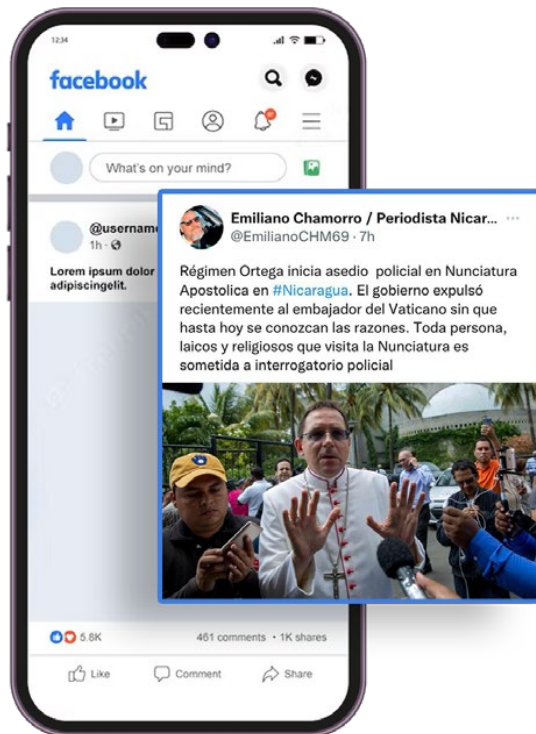 12:34
facebook
What's on your mind?
@username
1h ·
Lorem ipsum dolor
adipiscingelit.
Emiliano Chamorro / Periodista Nicar... ···
@EmilianoCHM69 · 7h
Régimen Ortega inicia asedio  policial en Nunciatura
Apostolica en #Nicaragua. El gobierno expulsó
recientemente al embajador del Vaticano sin que
hasta hoy se conozcan las razones. Toda persona,
laicos y religiosos que visita la Nunciatura es
sometida a interrogatorio policial
5.8K 461 comments • 1K shares
Like Comment Share